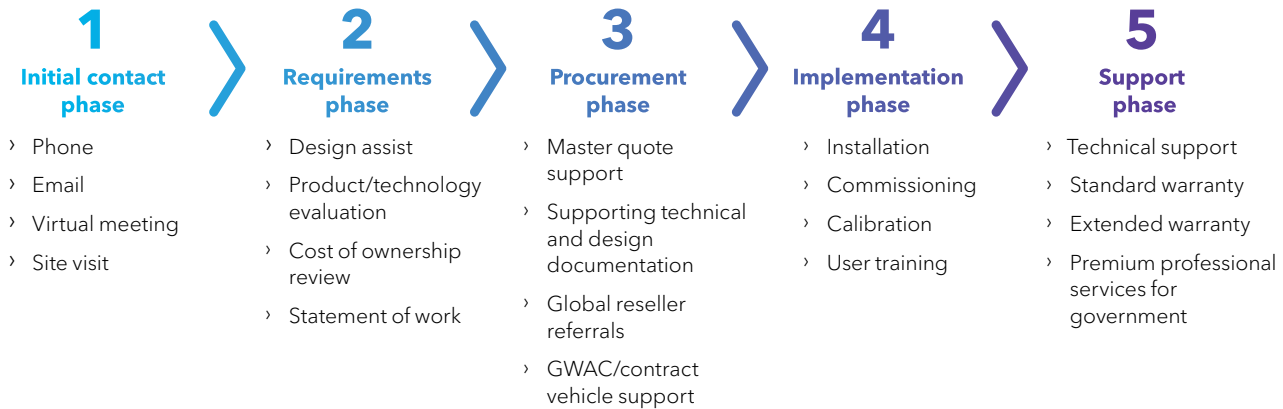 1
Initial contact
phase
› Phone
› Email
› Virtual meeting
› Site visit
2
Requirements
phase
› Design assist
› Product/technology
evaluation
› Cost of ownership
review
› Statement of work
3
Procurement
phase
› Master quote
support
› Supporting technical
and design
documentation
› Global reseller
referrals
› GWAC/contract
vehicle support
4
Implementation
phase
› Installation
› Commissioning
› Calibration
› User training
5
Support
phase
› Technical support
› Standard warranty
› Extended warranty
› Premium professional
services for
government